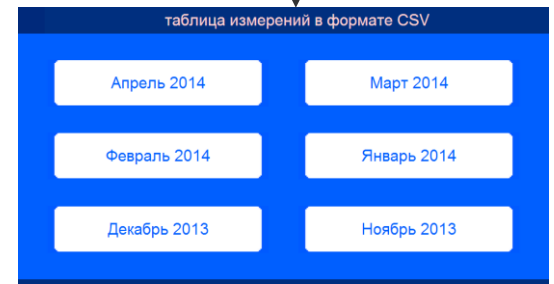 таблица измерений в формате CSV
Апрель 2014
Март 2014
Февраль 2014
Январь 2014
Декабрь 2013
Ноябрь 2013